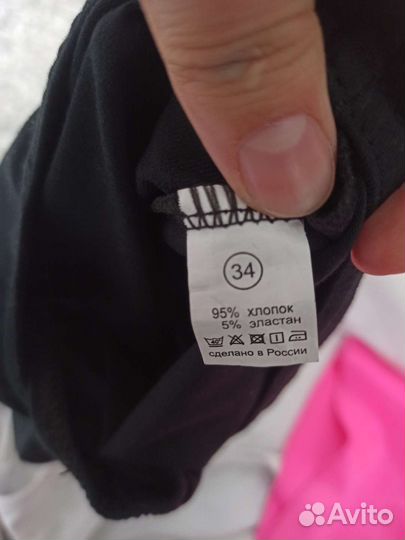 34
95% хлопок
5% эластан
сделано в России
Avito